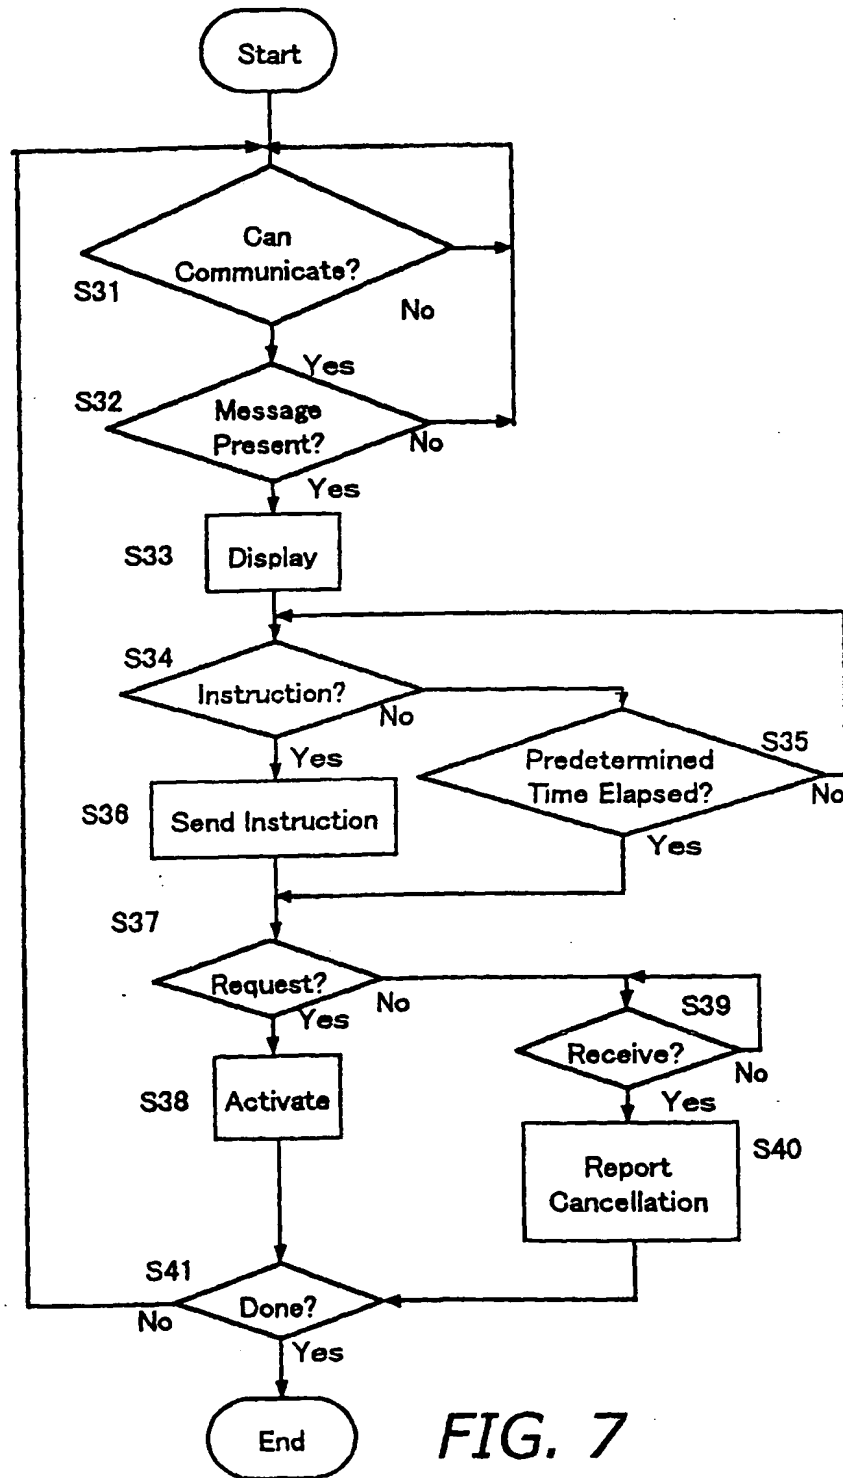 Start
Can
Communicate?
S31
No
Yes
S32
Message
Present?
No
Yes
S33
Display
S34
Instruction?
No
Yes
S35
Predetermined
Time Elapsed?
No
Yes
S36
Send Instruction
S37
Request?
No
Yes
S39
Receive?
No
Yes
S38
Activate
S40
Report
Cancellation
S41
Done?
No
Yes
End
FIG. 7